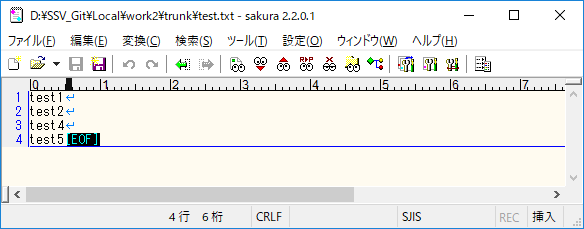 D:¥SSV_Git¥Local¥work2¥trunk¥test.txt - sakura 2.2.0.1
ファイル(F) 編集(E) 変換(C) 検索(S) ツール(T) 設定(O) ウィンドウ(W) ヘルプ(H)
0 1 2 3 4 5 6 7
1 test1↵
2 test2↵
3 test4↵
4 test5[EOF]
4 行 6 桁 CRLF SJIS REC 挿入